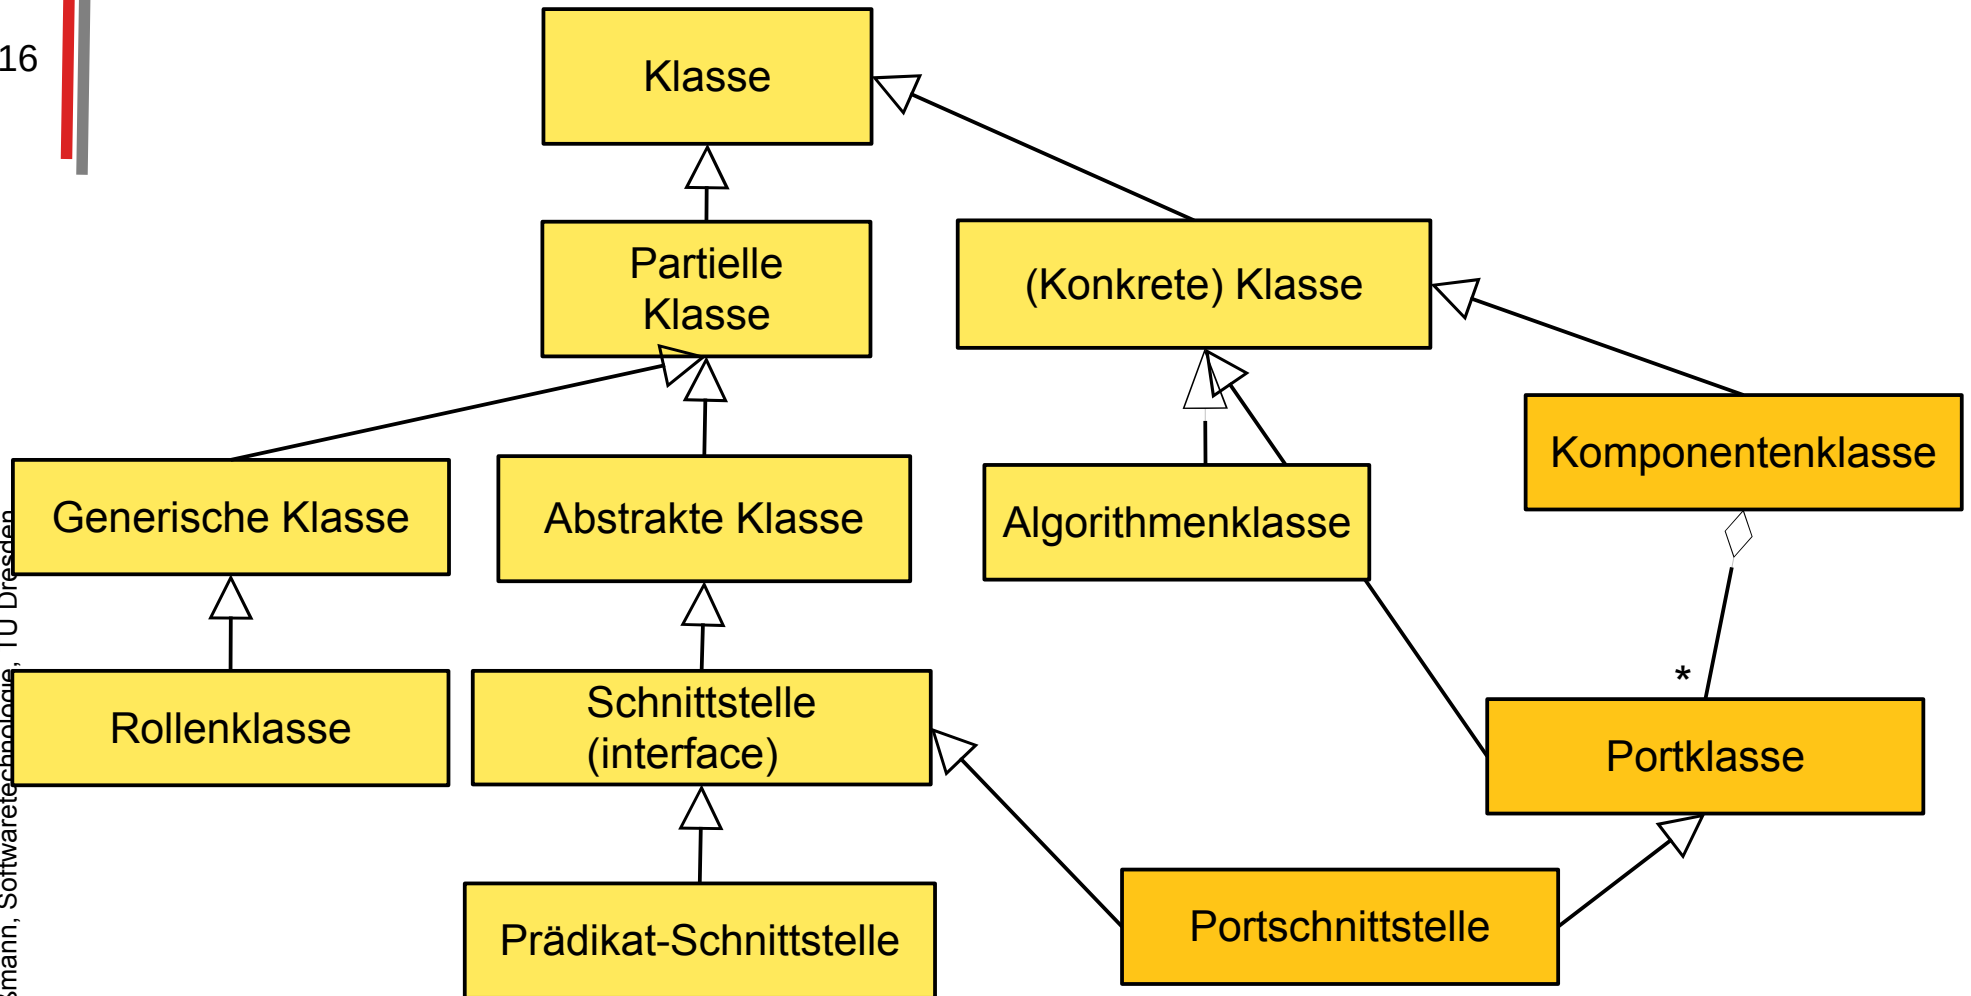 16
Klasse
Partielle
Klasse
(Konkrete) Klasse
Komponentenklasse
Generische Klasse
Abstrakte Klasse
Algorithmenklasse
*
Rollenklasse
Schnittstelle
(interface)
Portklasse
Prädikat-Schnittstelle
Portschnittstelle
Softwaretechnologie, TU Dresden